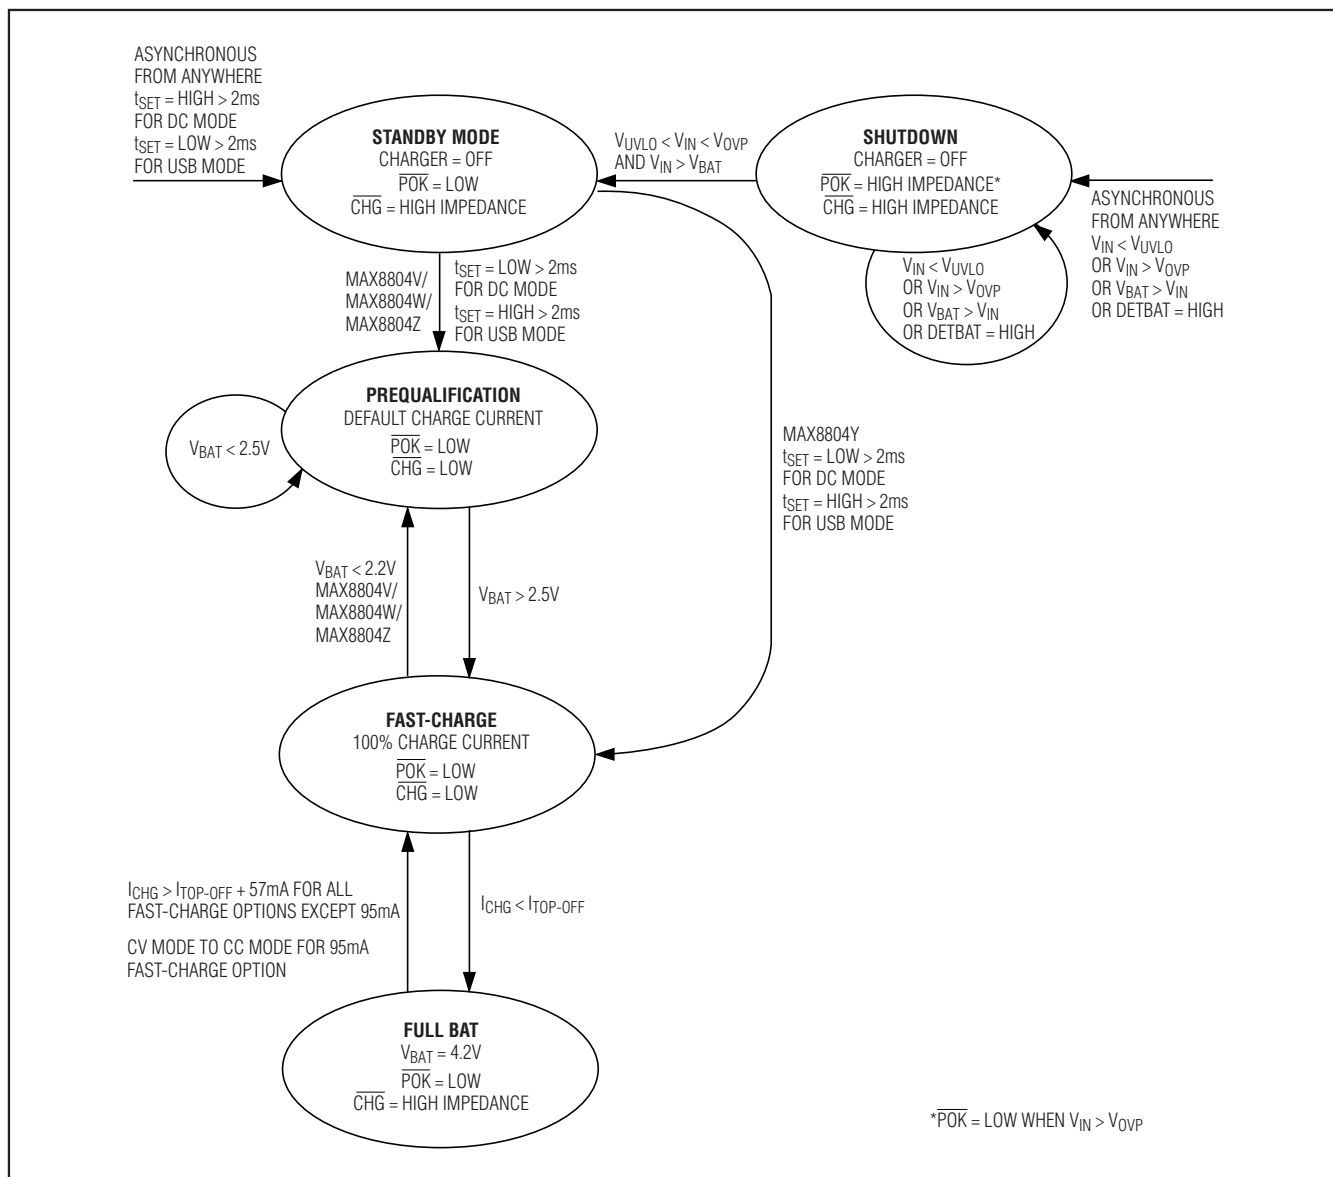 ASYNCHRONOUS
FROM ANYWHERE
tSET = HIGH > 2ms
FOR DC MODE
tSET = LOW > 2ms
FOR USB MODE
STANDBY MODE
CHARGER = OFF
POK = LOW
CHG = HIGH IMPEDANCE
VUVLO < VIN < VOVP
AND VIN > VBAT
SHUTDOWN
CHARGER = OFF
POK = HIGH IMPEDANCE*
CHG = HIGH IMPEDANCE
ASYNCHRONOUS
FROM ANYWHERE
VIN < VUVLO
OR VIN > VOVP
OR VBAT > VIN
OR DETBAT = HIGH
VIN < VUVLO
OR VIN > VOVP
OR VBAT > VIN
OR DETBAT = HIGH
MAX8804V/
MAX8804W/
MAX8804Z
tSET = LOW > 2ms
FOR DC MODE
tSET = HIGH > 2ms
FOR USB MODE
PREQUALIFICATION
DEFAULT CHARGE CURRENT
POK = LOW
CHG = LOW
VBAT < 2.5V
MAX8804Y
tSET = LOW > 2ms
FOR DC MODE
tSET = HIGH > 2ms
FOR USB MODE
VBAT < 2.2V
MAX8804V/
MAX8804W/
MAX8804Z
VBAT > 2.5V
FAST-CHARGE
100% CHARGE CURRENT
POK = LOW
CHG = LOW
ICHG > ITOP-OFF + 57mA FOR ALL
FAST-CHARGE OPTIONS EXCEPT 95mA
CV MODE TO CC MODE FOR 95mA
FAST-CHARGE OPTION
ICHG < ITOP-OFF
FULL BAT
VBAT = 4.2V
POK = LOW
CHG = HIGH IMPEDANCE
*POK = LOW WHEN VIN > VOVP